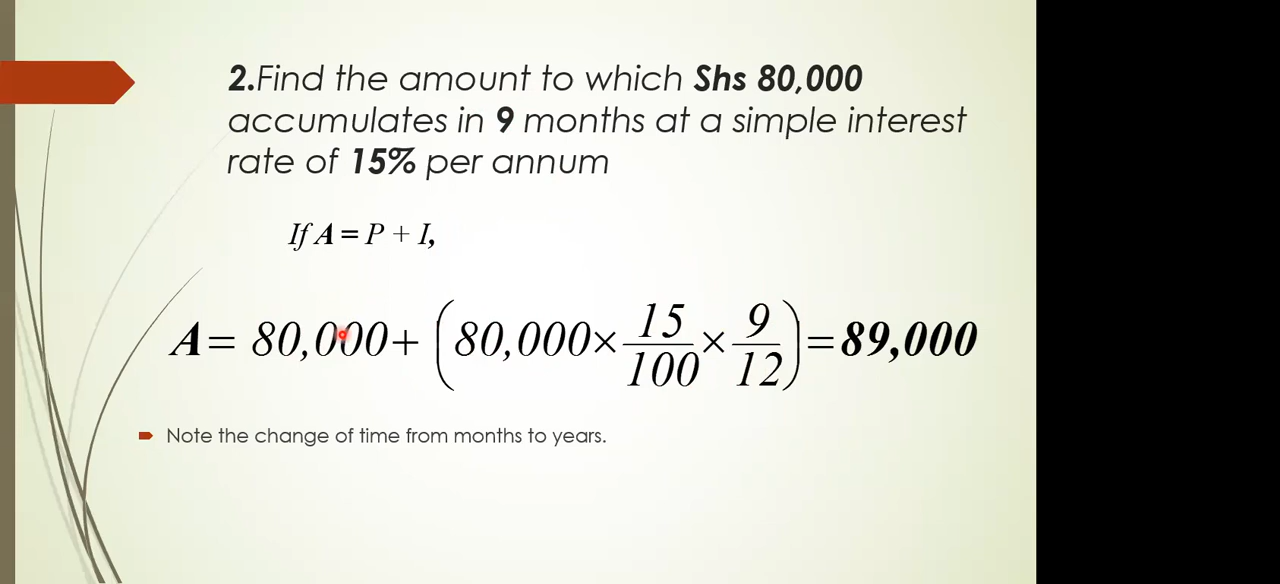 2.Find the amount to which Shs 80,000
accumulates in 9 months at a simple interest
rate of 15% per annum
If A = P + I,
A= 80,000+ (80,000×15/100×9/12)=89,000
Note the change of time from months to years.